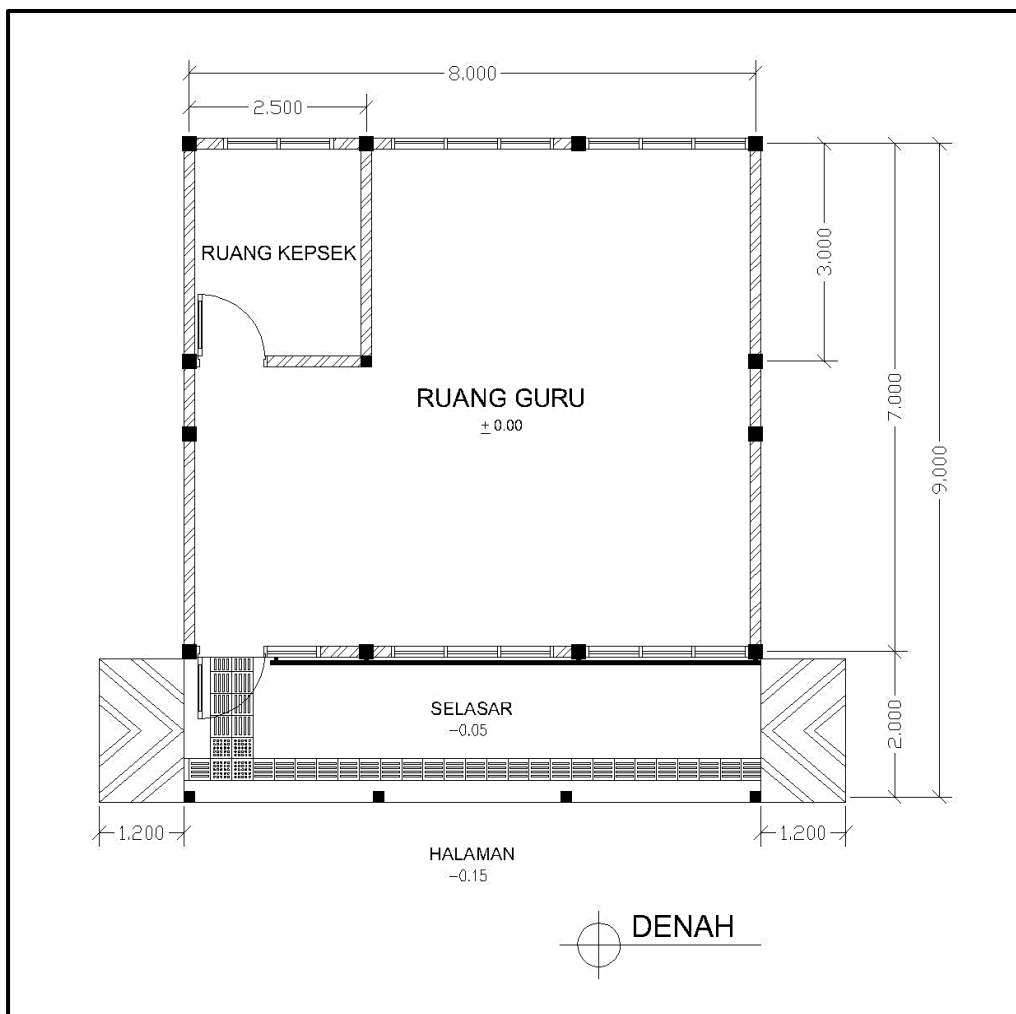 8.000
2.500
RUANG KEPSEK
3.000
RUANG GURU
± 0.00
7.000
9.000
SELASAR
-0.05
2.000
1.200
1.200
HALAMAN
-0.15
DENAH